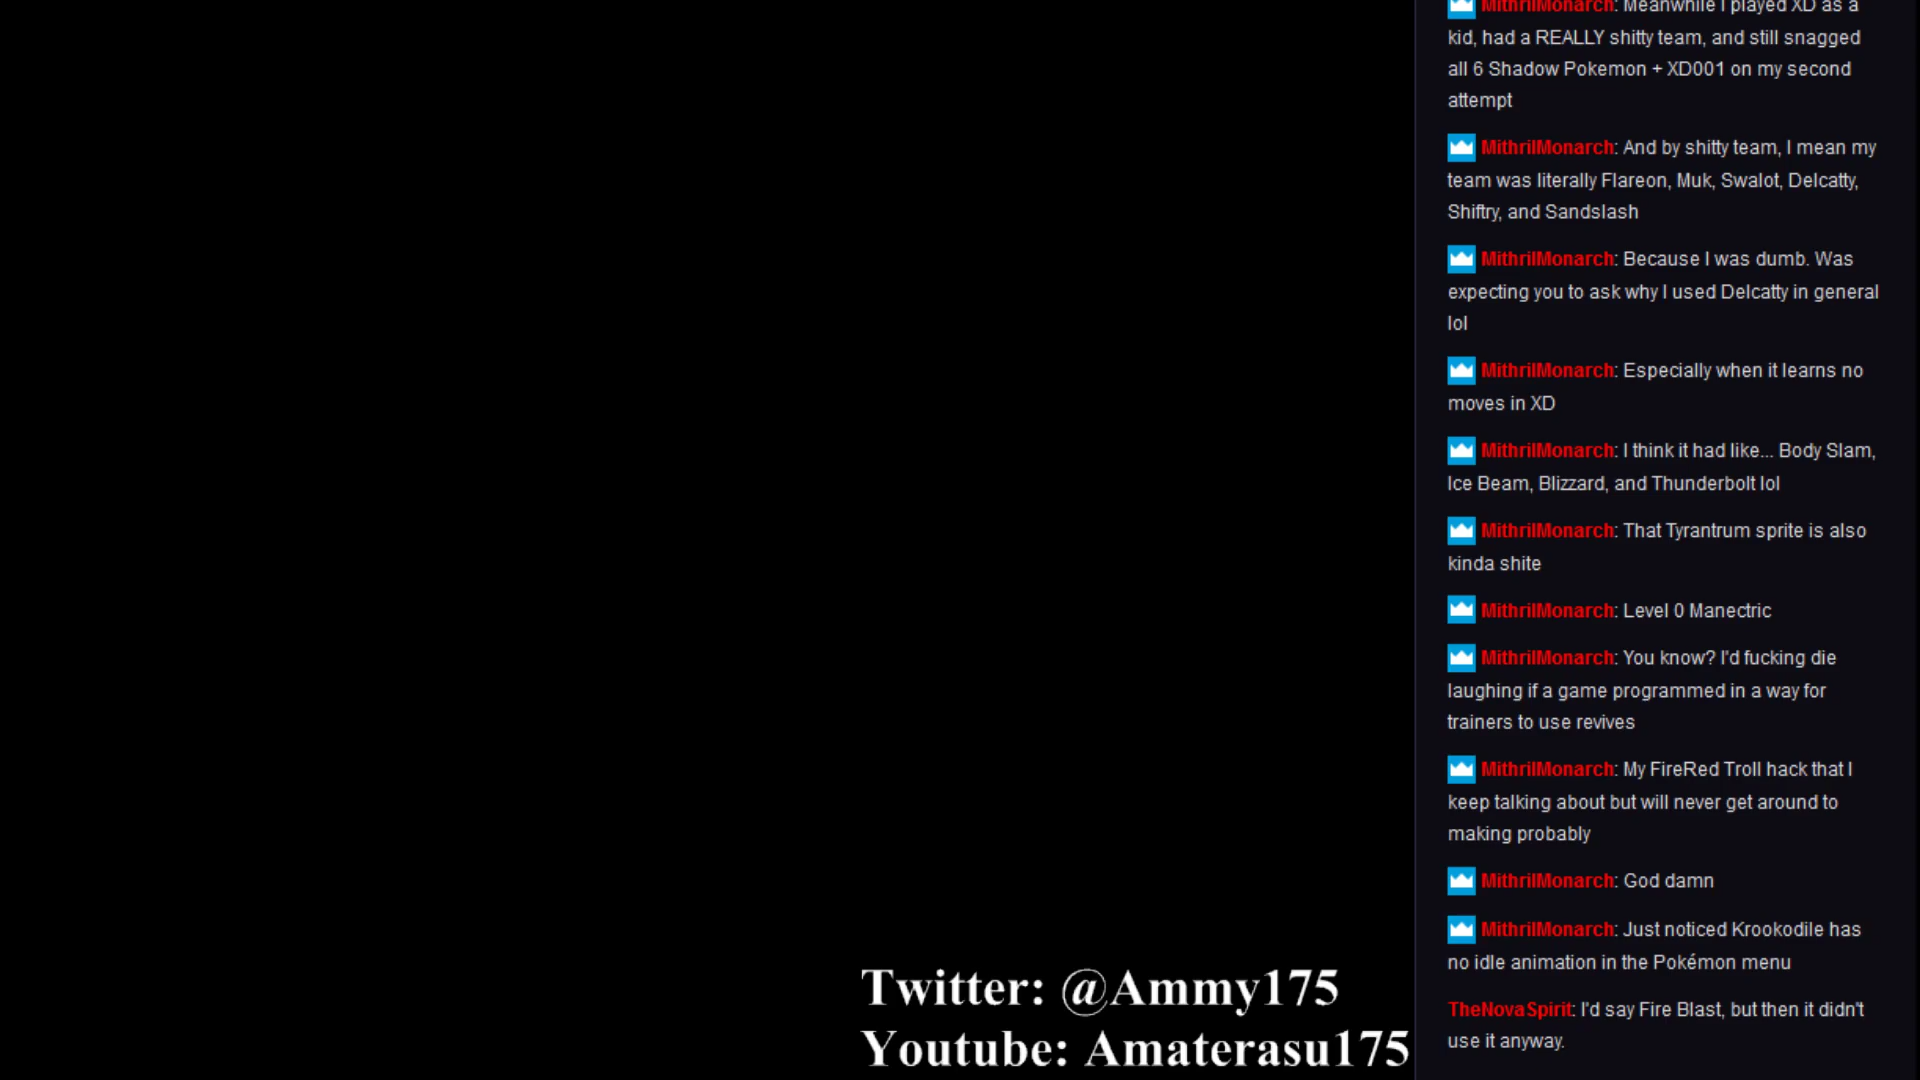 MithrilMonarch: Meanwhile I played XD as a
kid, had a REALLY shitty team, and still snagged
all 6 Shadow Pokemon + XD001 on my second
attempt
MithrilMonarch: And by shitty team, I mean my
team was literally Flareon, Muk, Swalot, Delcatty,
Shiftry, and Sandslash
MithrilMonarch: Because I was dumb. Was
expecting you to ask why I used Delcatty in general
lol
MithrilMonarch: Especially when it learns no
moves in XD
MithrilMonarch: I think it had like... Body Slam,
Ice Beam, Blizzard, and Thunderbolt lol
MithrilMonarch: That Tyrantrum sprite is also
kinda shite
MithrilMonarch: Level 0 Manectric
MithrilMonarch: You know? I'd fucking die
laughing if a game programmed in a way for
trainers to use revives
MithrilMonarch: My FireRed Troll hack that I
keep talking about but will never get around to
making probably
MithrilMonarch: God damn
MithrilMonarch: Just noticed Krookodile has
no idle animation in the Pokémon menu
TheNovaSpirit: I'd say Fire Blast, but then it didn't
use it anyway.
Twitter: @Ammy175
Youtube: Amaterasu175